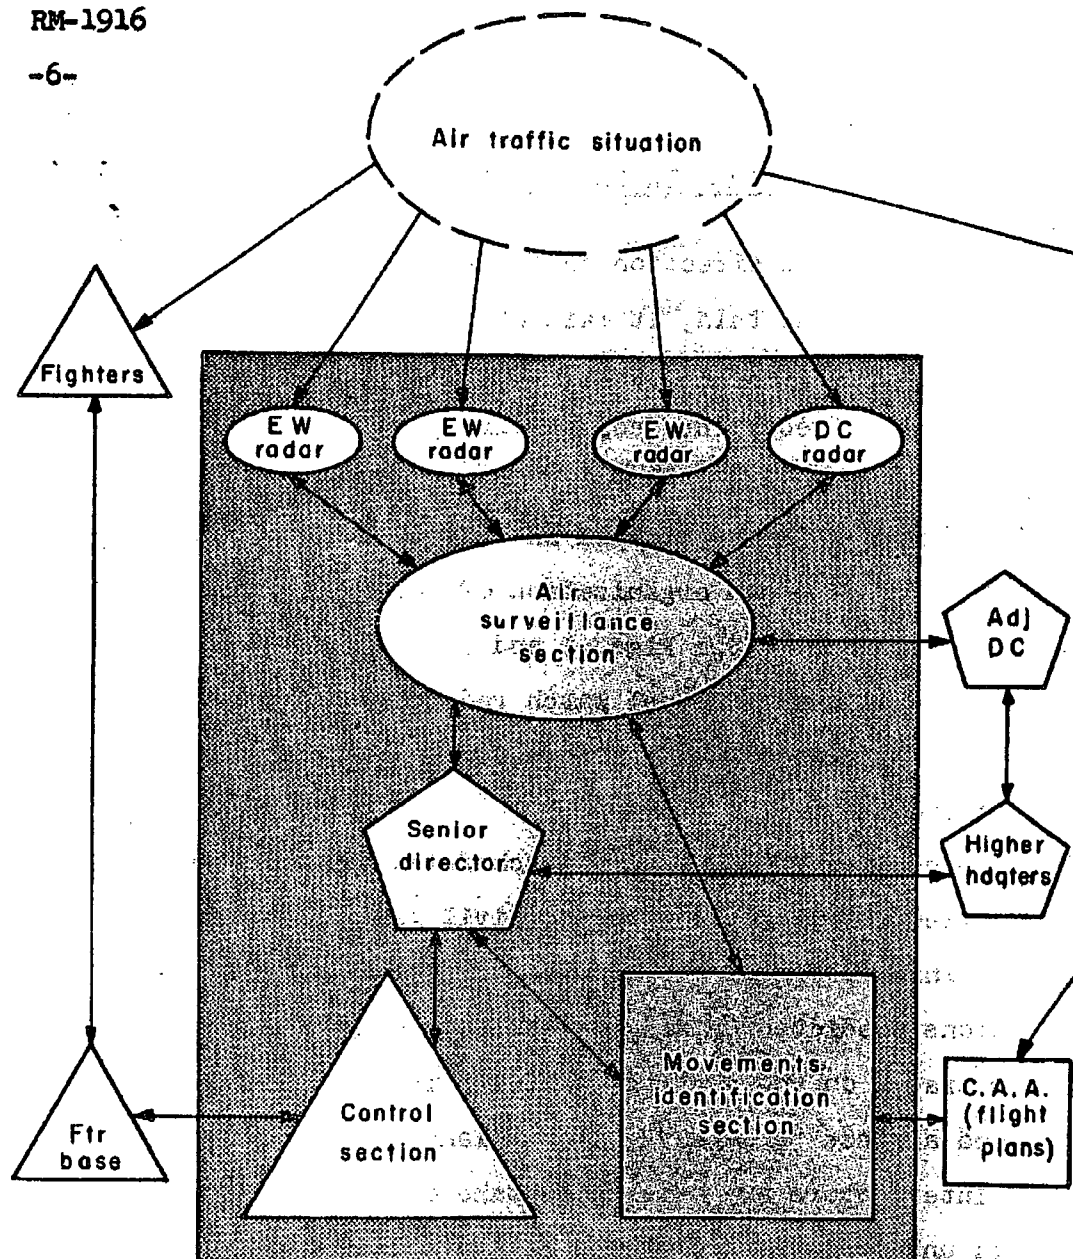 RM-1916
-6-
Air traffic situation
Fighters
EW
radar
EW
radar
EW
radar
DC
radar
Air
surveillance
section
Adj
DC
Senior
director
Higher
hdqters
Movements
identification
section
C. A. A.
(flight
plans)
Control
section
Ftr
base